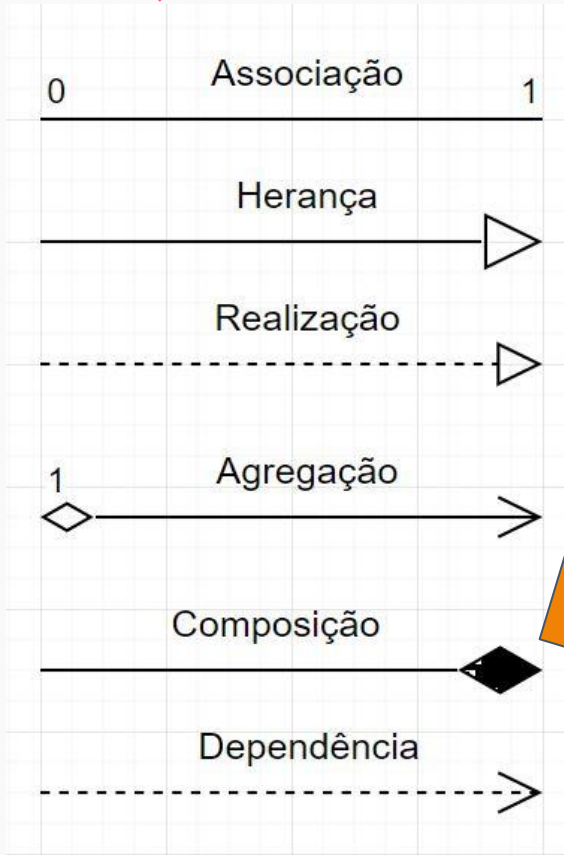 Associação
0 1
Herança
Realização
Agregação
1
Composição
Dependência